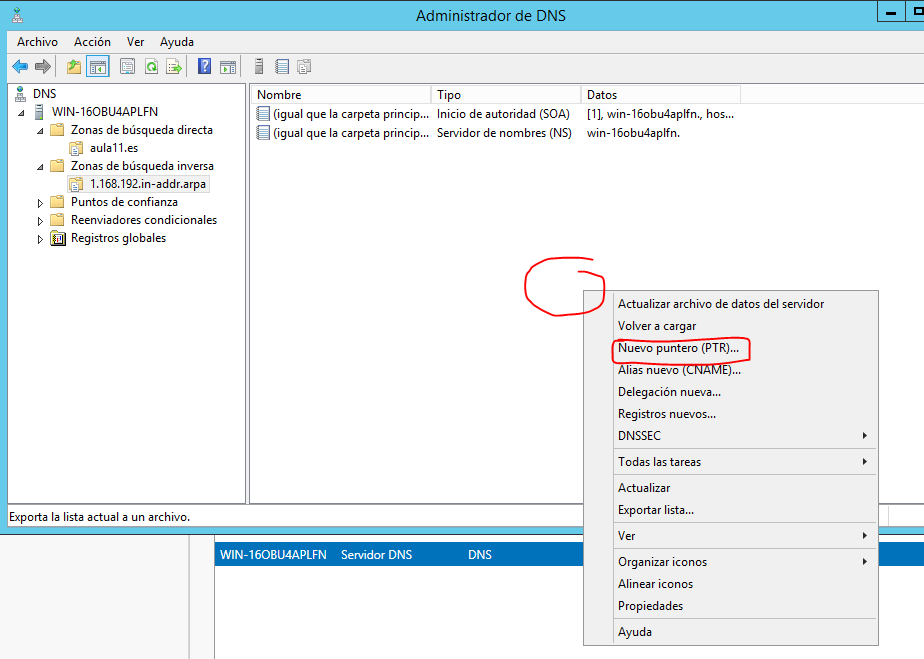 Administrador de DNS
Archivo Acción Ver Ayuda
DNS
WIN-16OBU4APLFN
Zonas de búsqueda directa
aula11.es
Zonas de búsqueda inversa
1.168.192.in-addr.arpa
Puntos de confianza
Reenviadores condicionales
Registros globales
Nombre Tipo Datos
(igual que la carpeta princip... Inicio de autoridad (SOA) [1], win-16obu4aplfn., hos...
(igual que la carpeta princip... Servidor de nombres (NS) win-16obu4aplfn.
Actualizar archivo de datos del servidor
Volver a cargar
Nuevo puntero (PTR)...
Alias nuevo (CNAME)...
Delegación nueva...
Registros nuevos...
DNSSEC
Todas las tareas
Actualizar
Exportar lista...
Ver
Organizar iconos
Alinear iconos
Propiedades
Ayuda
Exporta la lista actual a un archivo.
WIN-16OBU4APLFN Servidor DNS DNS